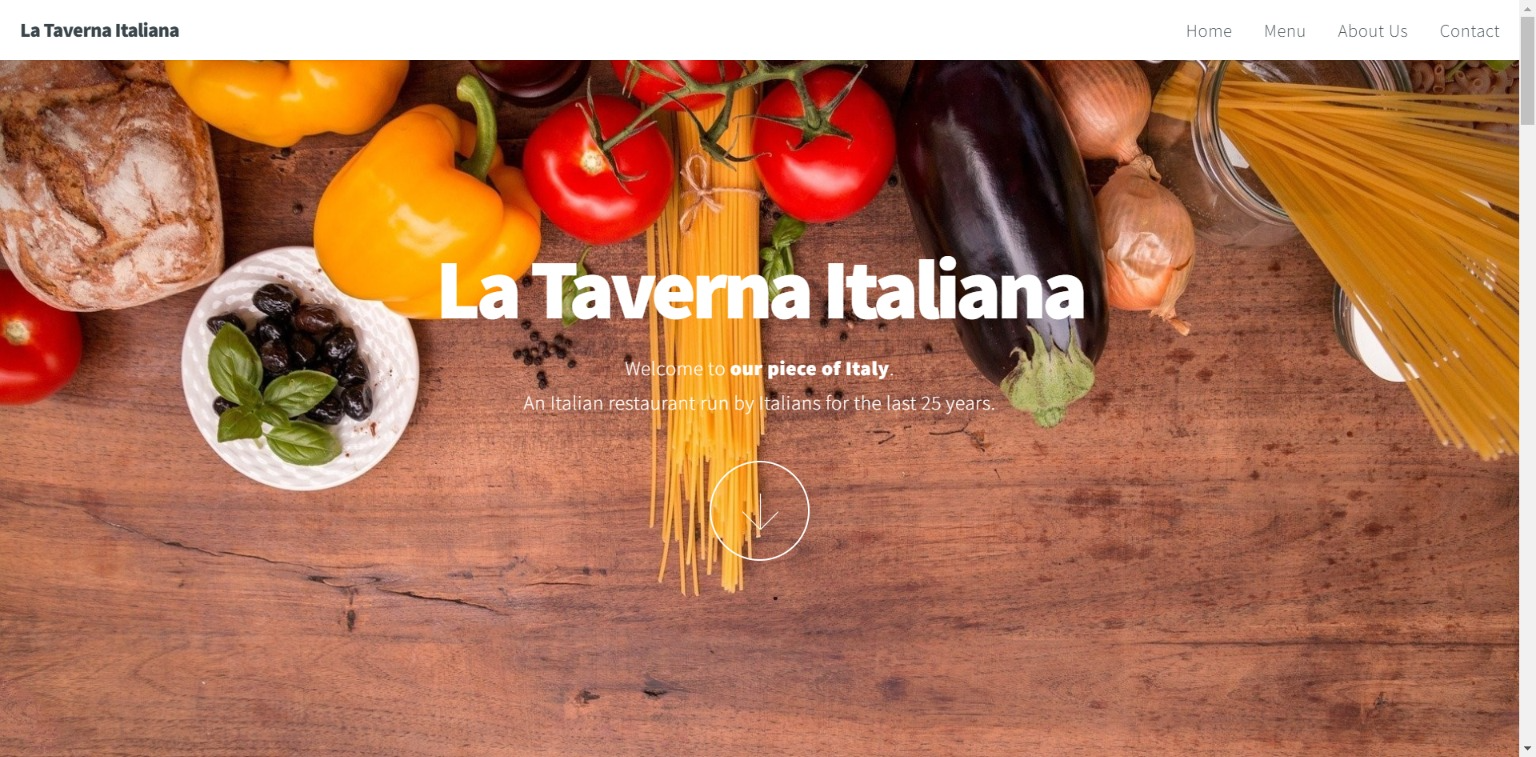 La Taverna Italiana
Home Menu About Us Contact
La Taverna Italiana
Welcome to our piece of Italy.
An Italian restaurant run by Italians for the last 25 years.